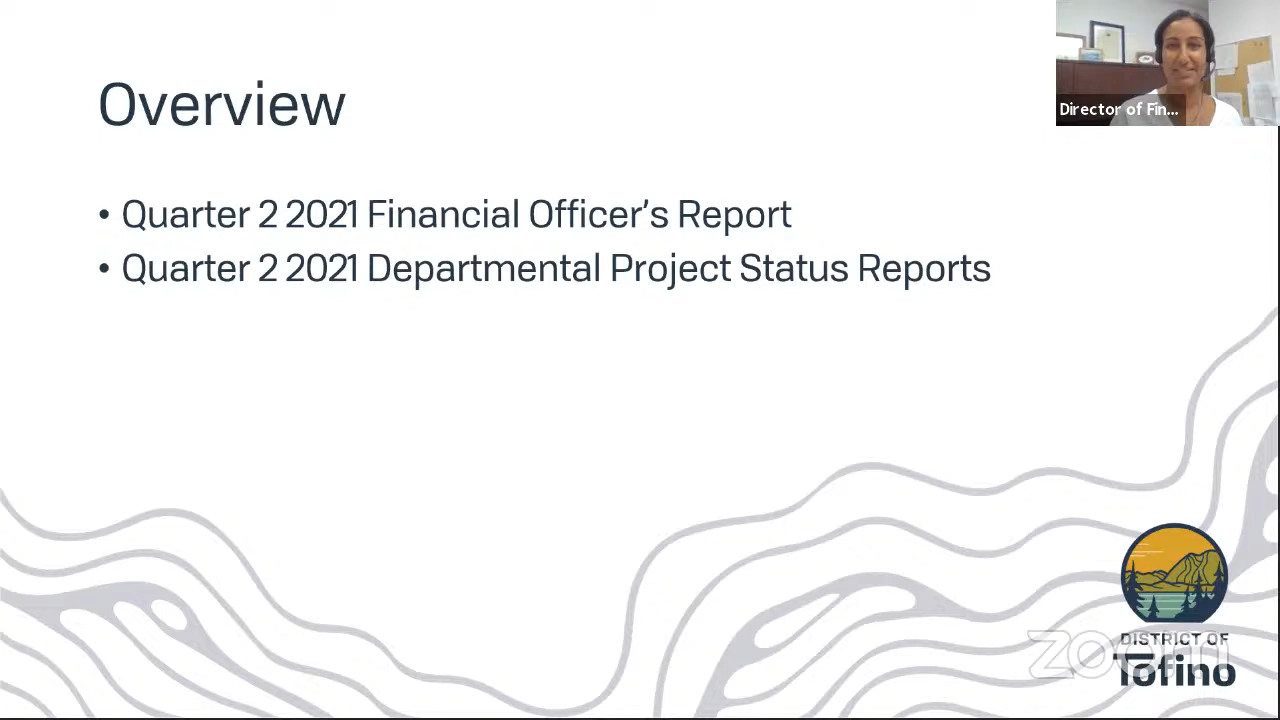 Overview
Director of Fin...
• Quarter 2 2021 Financial Officer's Report
• Quarter 2 2021 Departmental Project Status Reports
DISTRICT OF
zoom
Tofino